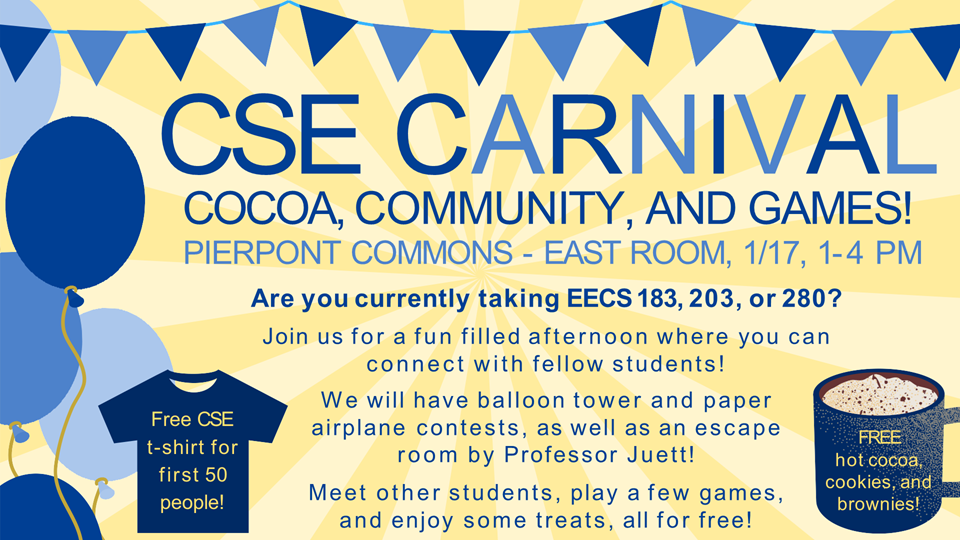 CSE CARNIVAL
COCOA, COMMUNITY, AND GAMES!
PIERPONT COMMONS - EAST ROOM, 1/17, 1-4 PM
Are you currently taking EECS 183, 203, or 280?
Join us for a fun filled afternoon where you can
connect with fellow students!
We will have balloon tower and paper
airplane contests, as well as an escape
room by Professor Juett!
Meet other students, play a few games,
and enjoy some treats, all for free!
Free CSE
t-shirt for
first 50
people!
FREE
hot cocoa,
cookies, and
brownies!